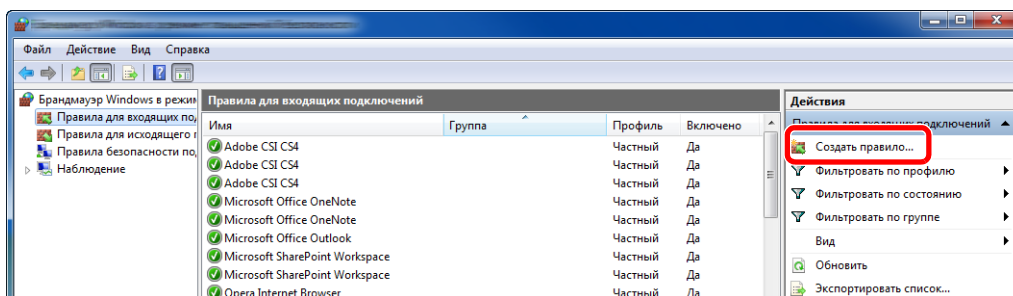 Файл Действие Вид Справка
Брандмауэр Windows в режим
Правила для входящих по
Правила для исходящего
Правила безопасности по
Наблюдение
Правила для входящих подключений
Имя Группа Профиль Включено
Adobe CSI CS4 Частный Да
Adobe CSI CS4 Частный Да
Adobe CSI CS4 Частный Да
Microsoft Office OneNote Частный Да
Microsoft Office OneNote Частный Да
Microsoft Office Outlook Частный Да
Microsoft SharePoint Workspace Частный Да
Microsoft SharePoint Workspace Частный Да
Opera Internet Browser Частный Да
Действия
Правила для входящих подключений
Создать правило...
Фильтровать по профилю
Фильтровать по состоянию
Фильтровать по группе
Вид
Обновить
Экспортировать список...